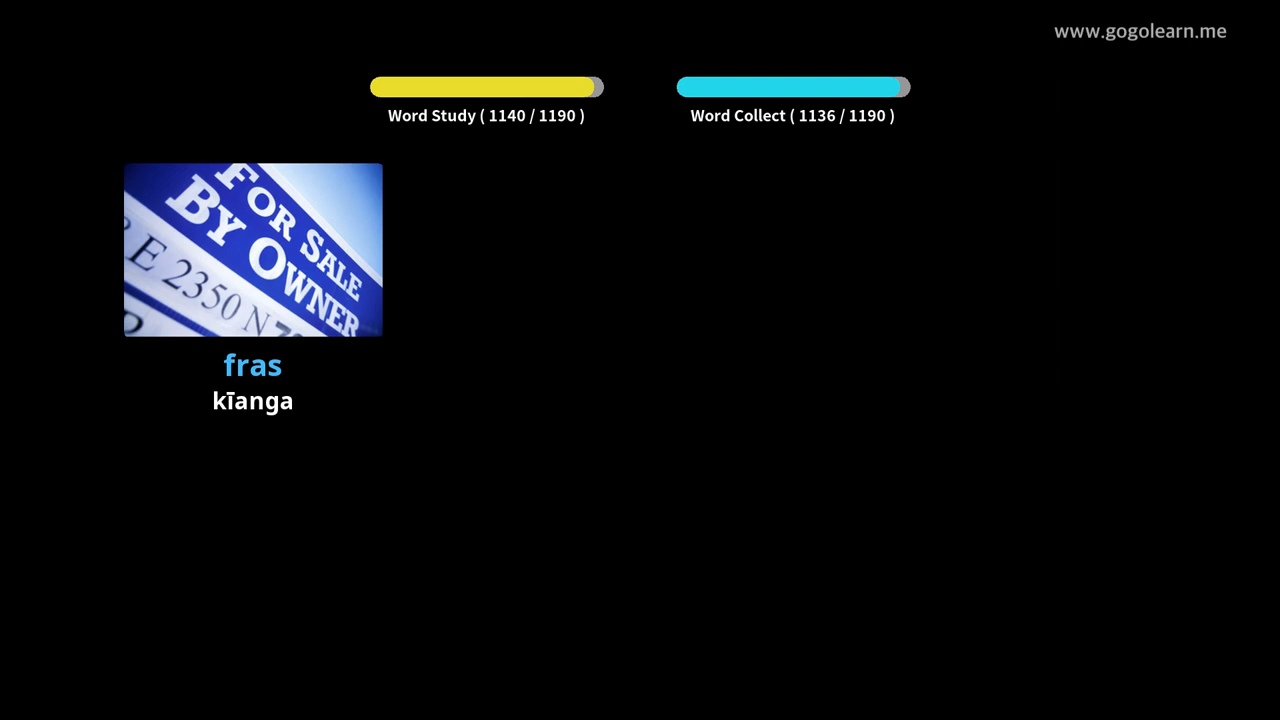 www.gogolearn.me
Word Study ( 1140 / 1190 )
Word Collect ( 1136 / 1190 )
FOR SALE
BY OWNER
E 2350 N
fras
kīanga